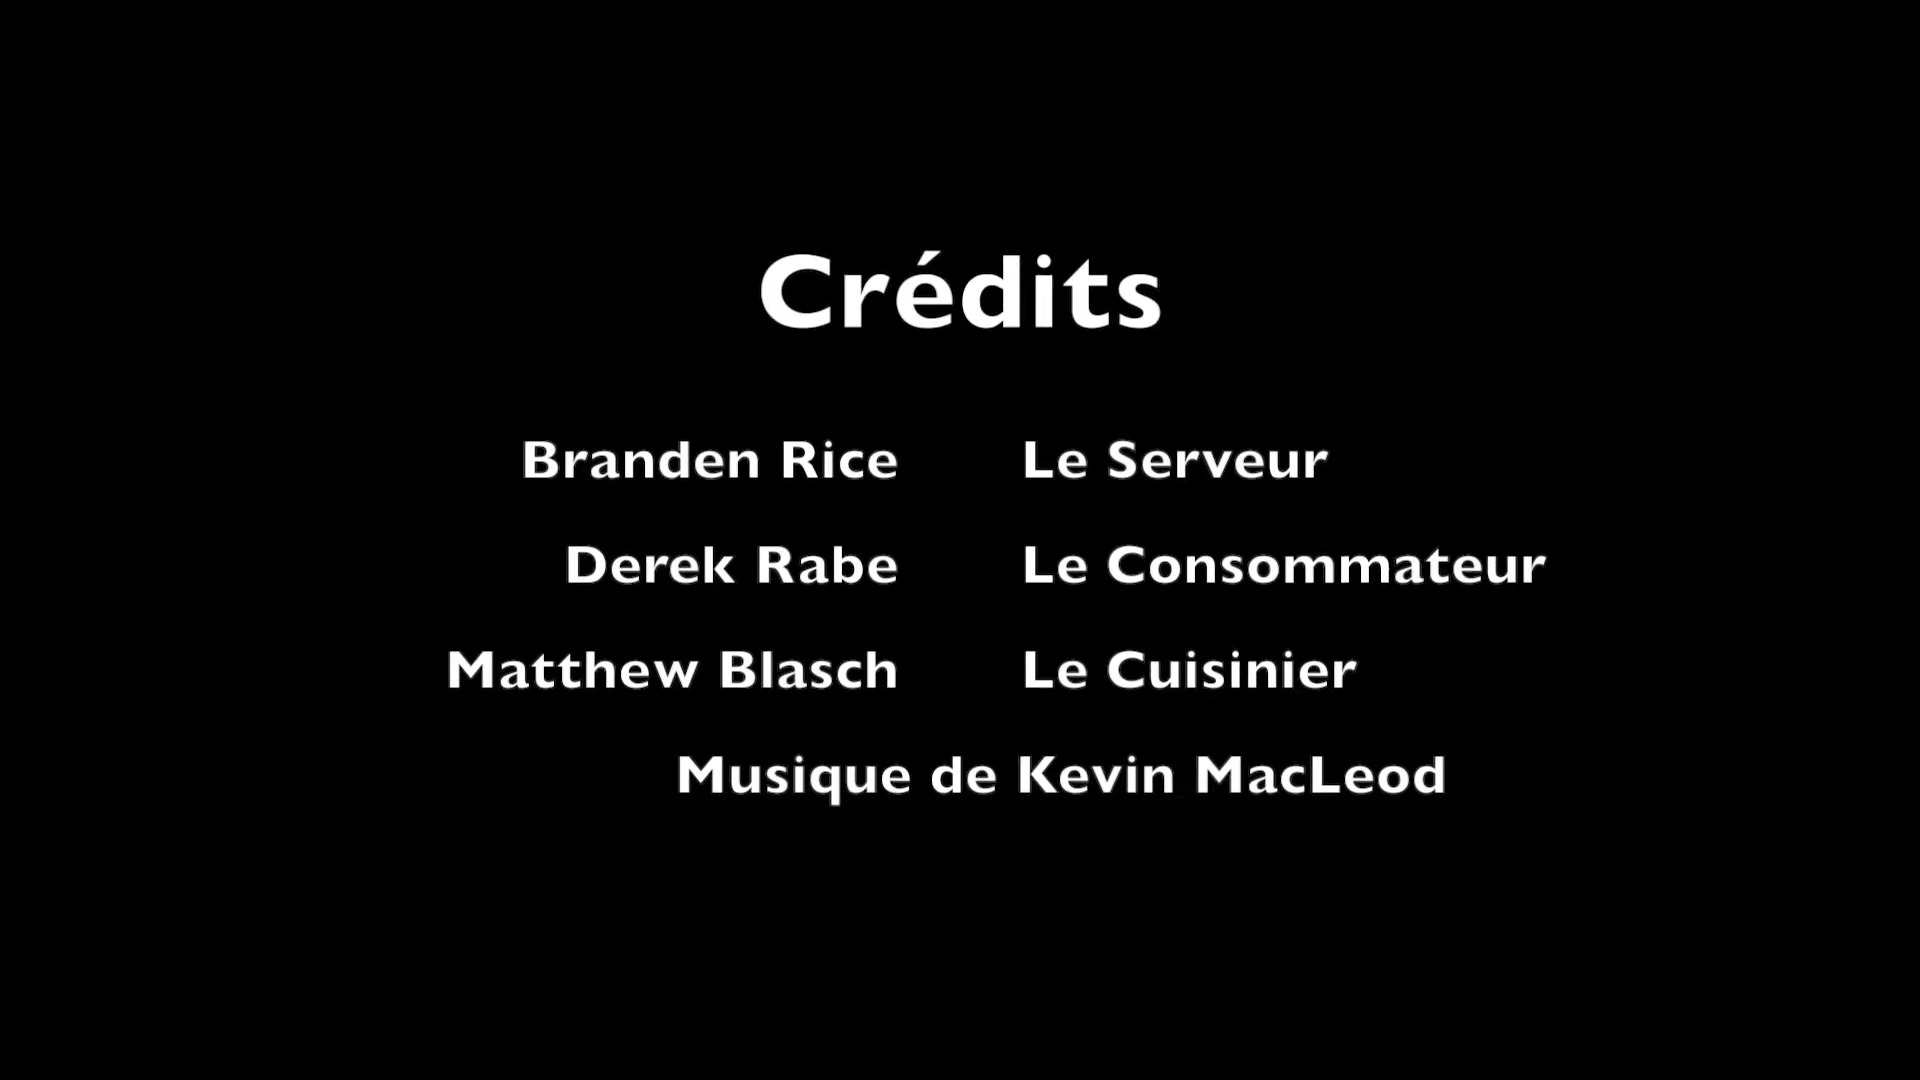 Crédits
Branden Rice Le Serveur
Derek Rabe Le Consommateur
Matthew Blasch Le Cuisinier
Musique de Kevin MacLeod